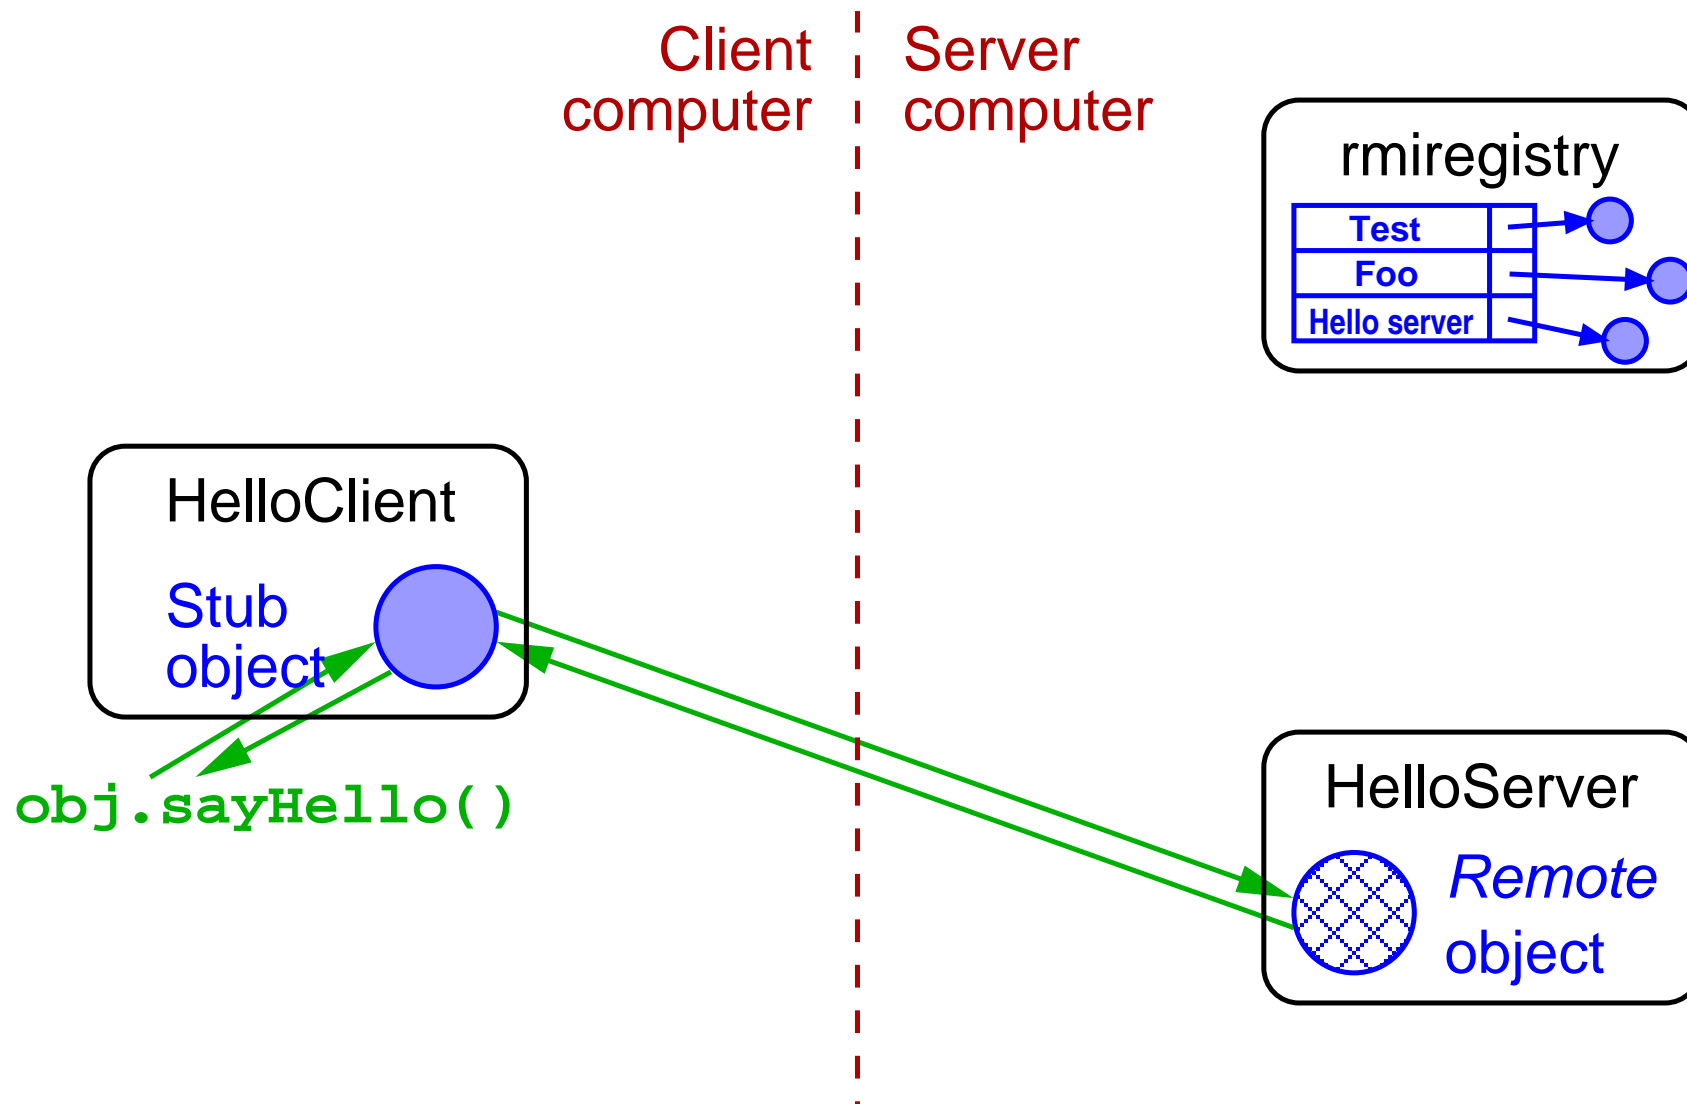 Client
computer
Server
computer
rmiregistry
Test
Foo
Hello server
HelloClient
Stub
object
obj.sayHello()
HelloServer
Remote
object